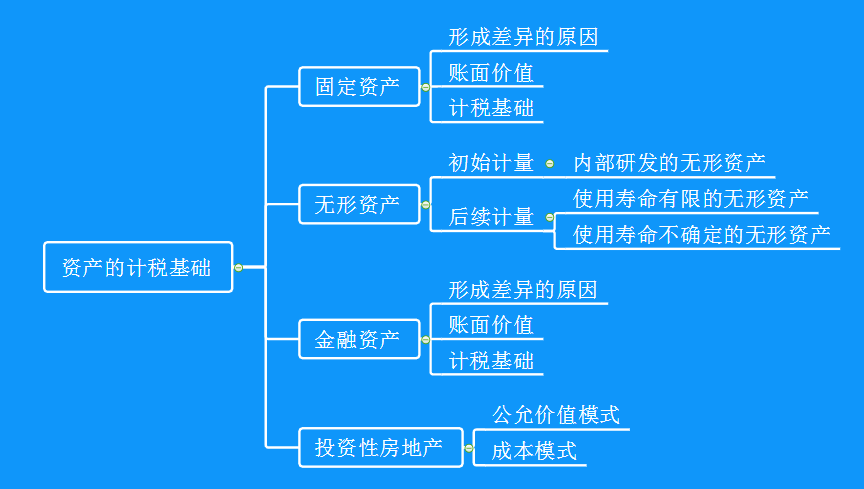 资产的计税基础
固定资产
形成差异的原因
账面价值
计税基础
无形资产
初始计量
内部研发的无形资产
后续计量
使用寿命有限的无形资产
使用寿命不确定的无形资产
金融资产
形成差异的原因
账面价值
计税基础
投资性房地产
公允价值模式
成本模式